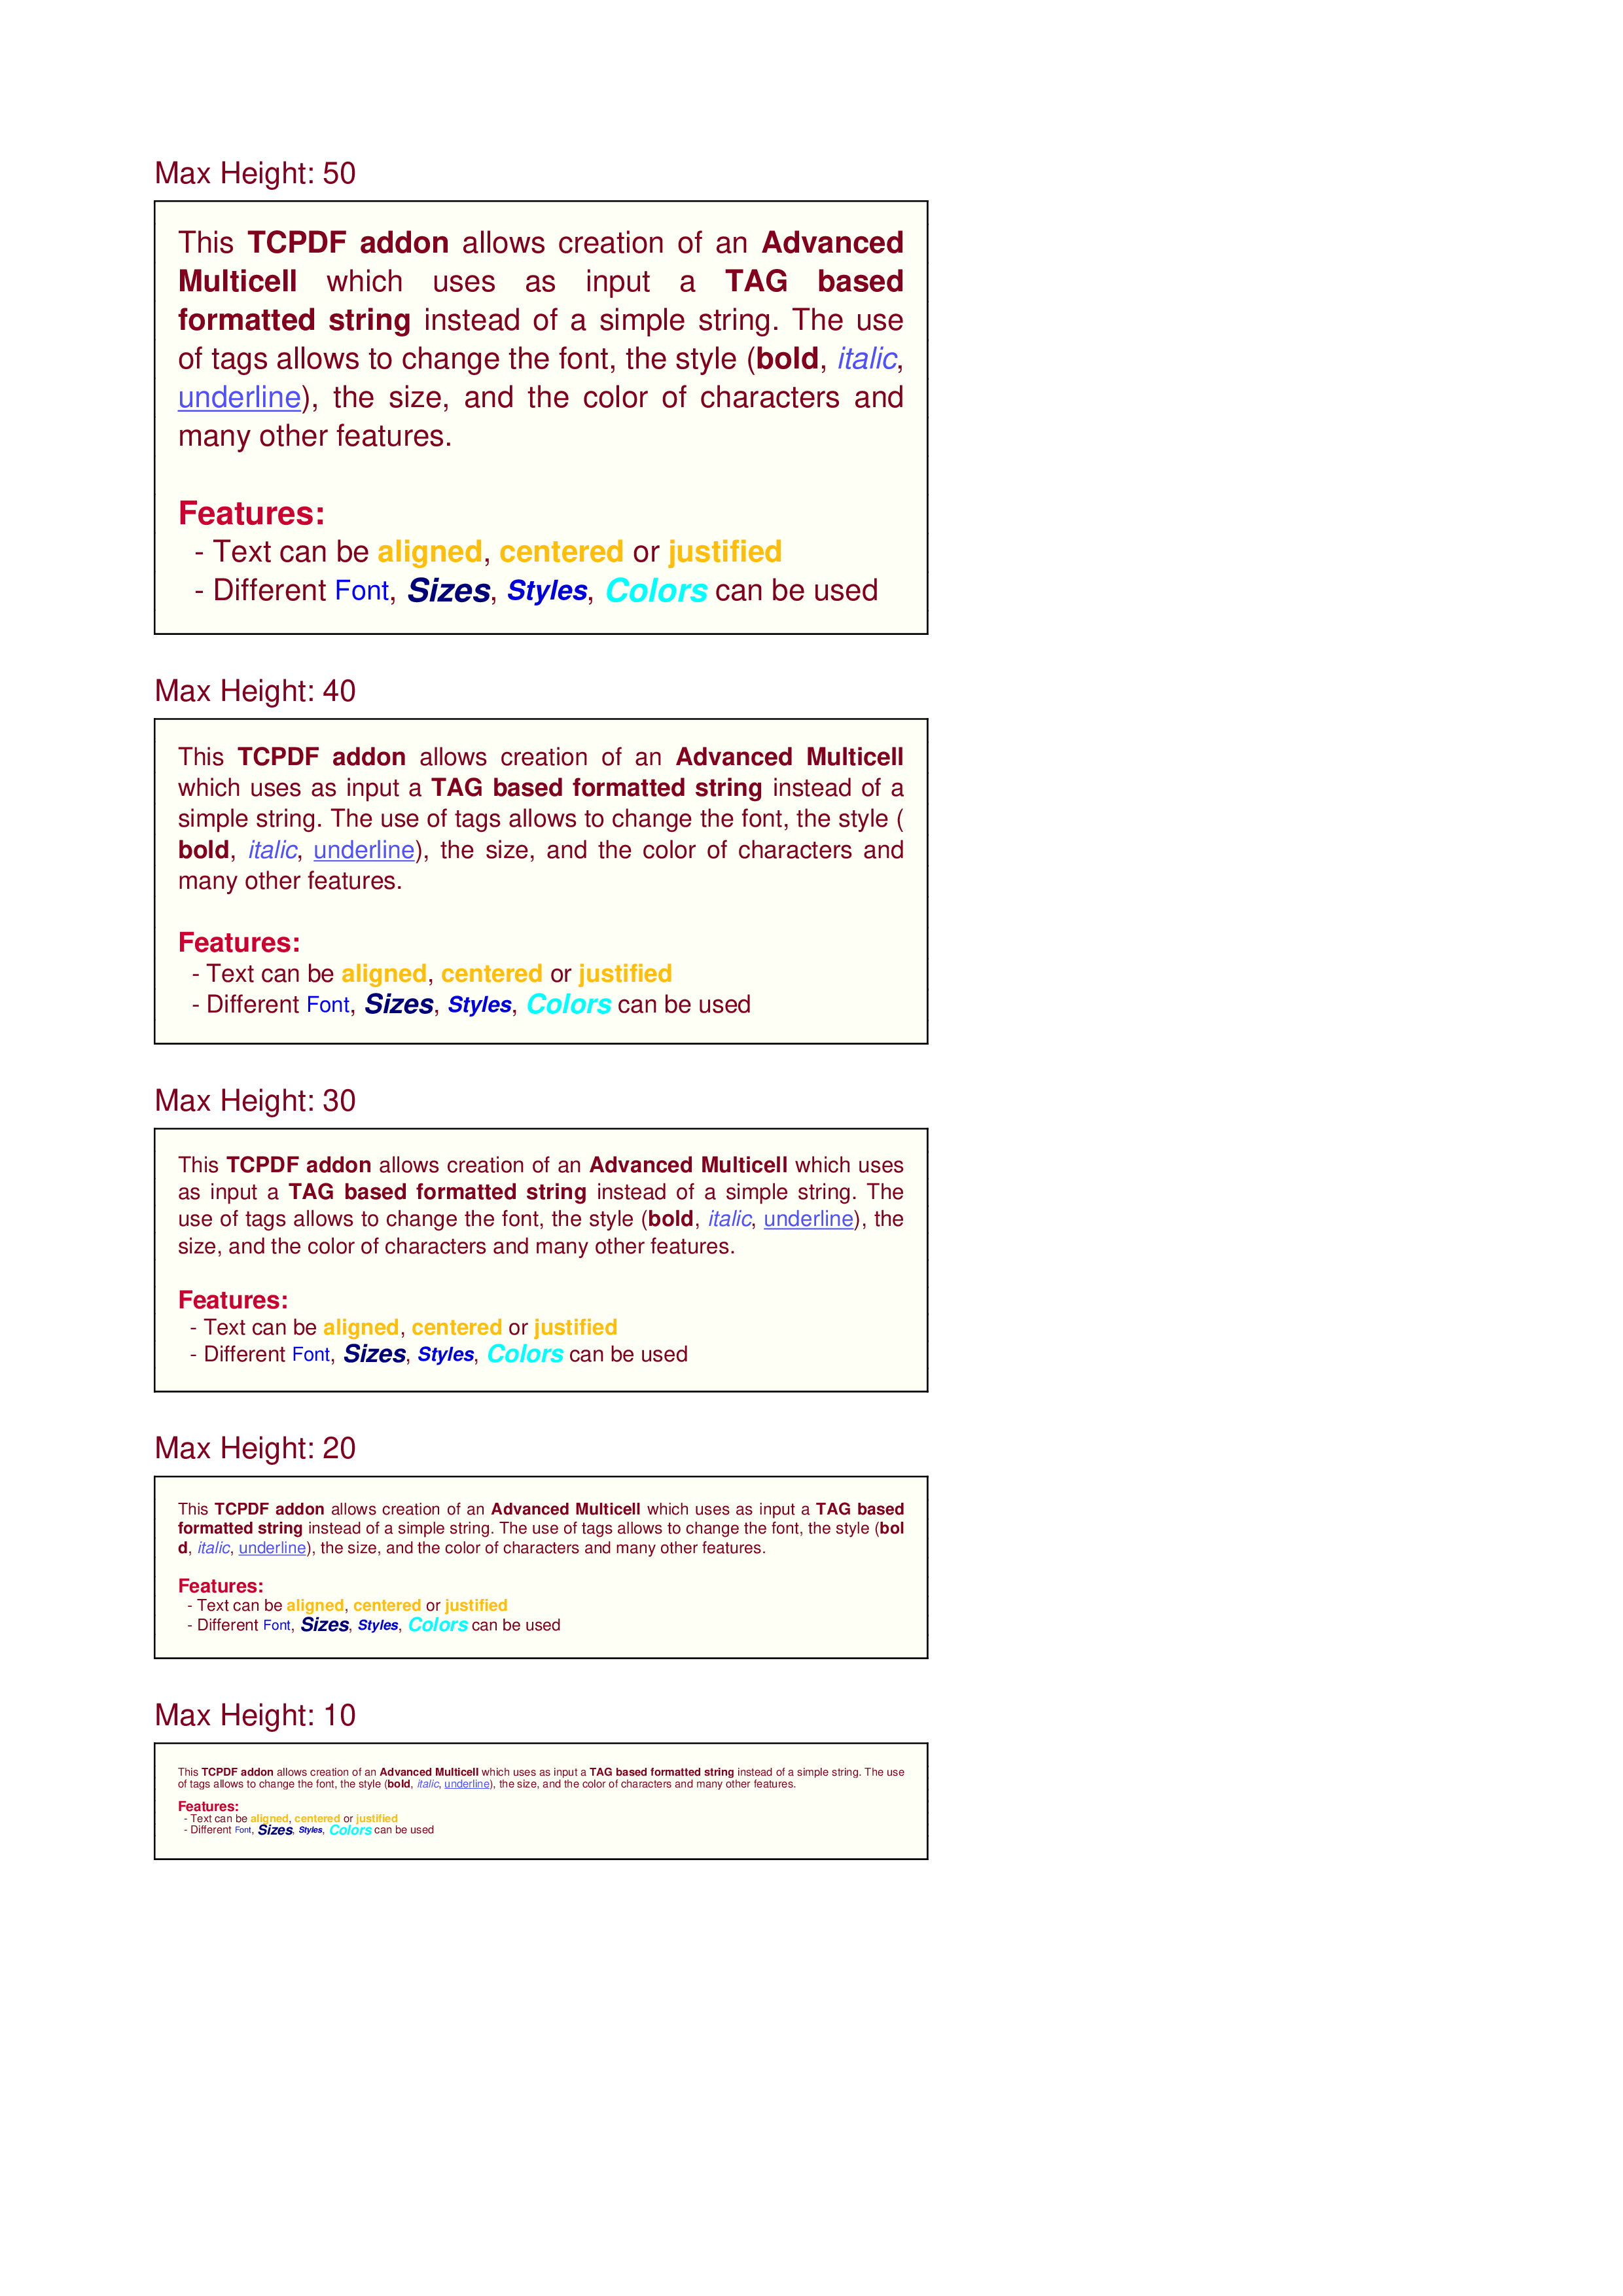 Max Height: 50
This TCPDF addon allows creation of an Advanced
Multicell which uses as input a TAG based
formatted string instead of a simple string. The use
of tags allows to change the font, the style (bold, italic,
underline), the size, and the color of characters and
many other features.
Features:
- Text can be aligned, centered or justified
- Different Font, Sizes, Styles, Colors can be used
Max Height: 40
This TCPDF addon allows creation of an Advanced Multicell
which uses as input a TAG based formatted string instead of a
simple string. The use of tags allows to change the font, the style (
bold, italic, underline), the size, and the color of characters and
many other features.
Features:
- Text can be aligned, centered or justified
- Different Font, Sizes, Styles, Colors can be used
Max Height: 30
This TCPDF addon allows creation of an Advanced Multicell which uses
as input a TAG based formatted string instead of a simple string. The
use of tags allows to change the font, the style (bold, italic, underline), the
size, and the color of characters and many other features.
Features:
- Text can be aligned, centered or justified
- Different Font, Sizes, Styles, Colors can be used
Max Height: 20
This TCPDF addon allows creation of an Advanced Multicell which uses as input a TAG based
formatted string instead of a simple string. The use of tags allows to change the font, the style (bol
d, italic, underline), the size, and the color of characters and many other features.
Features:
- Text can be aligned, centered or justified
- Different Font, Sizes, Styles, Colors can be used
Max Height: 10
This TCPDF addon allows creation of an Advanced Multicell which uses as input a TAG based formatted string instead of a simple string. The use
of tags allows to change the font, the style (bold, italic, underline), the size, and the color of characters and many other features.
Features:
- Text can be aligned, centered or justified
- Different Font, Sizes, Styles, Colors can be used